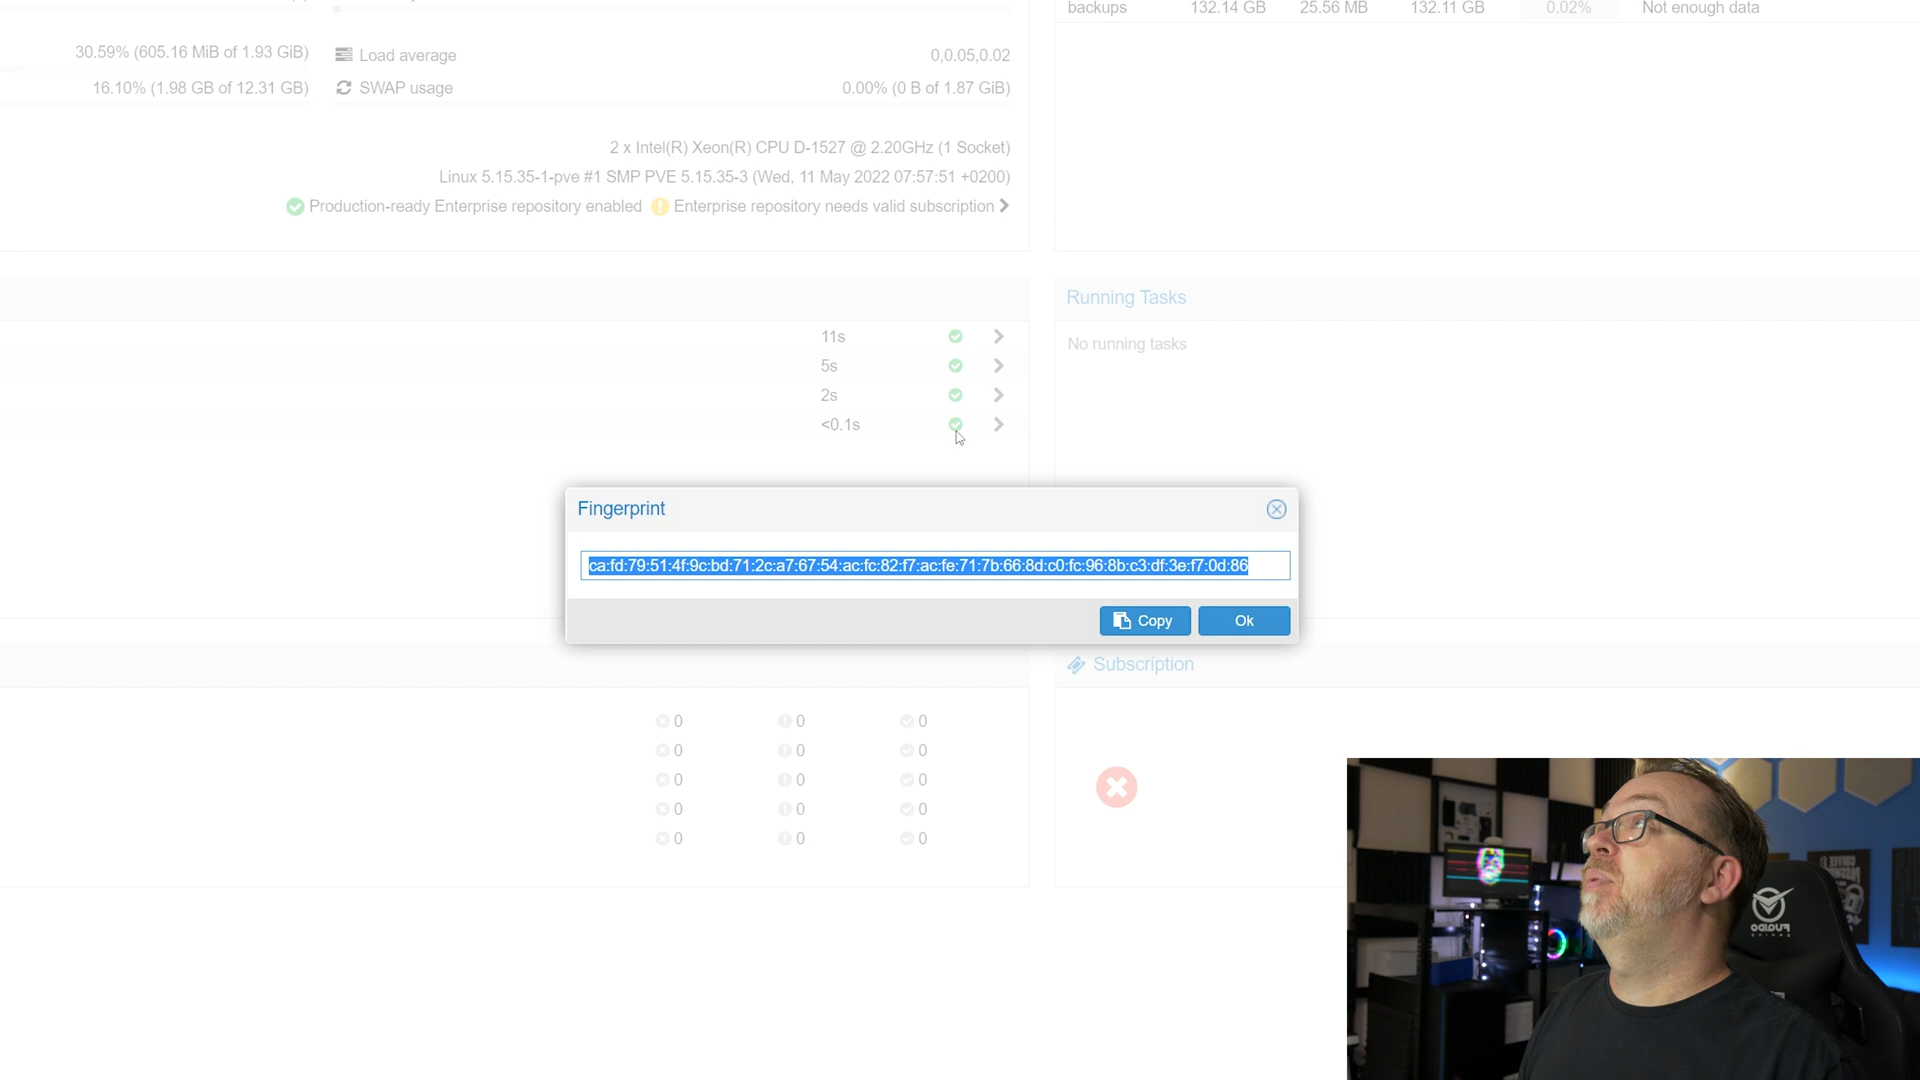 backups 132.14 GB 25.56 MB 132.11 GB 0.02% Not enough data
30.59% (605.16 MiB of 1.93 GiB) Load average 0,0.05,0.02
16.10% (1.98 GB of 12.31 GB) SWAP usage 0.00% (0 B of 1.87 GiB)
2 x Intel(R) Xeon(R) CPU D-1527 @ 2.20GHz (1 Socket)
Linux 5.15.35-1-pve #1 SMP PVE 5.15.35-3 (Wed, 11 May 2022 07:57:51 +0200)
Production-ready Enterprise repository enabled Enterprise repository needs valid subscription
Running Tasks
11s
No running tasks
5s
2s
<0.1s
Fingerprint
ca:fd:79:51:4f:9c:bd:71:2c:a7:67:54:ac:fc:82:f7:ac:fe:71:7b:66:8d:c0:fc:96:8b:c3:df:3e:f7:0d:86
Copy Ok
Subscription
0 0 0
0 0 0
0 0 0
0 0 0
0 0 0